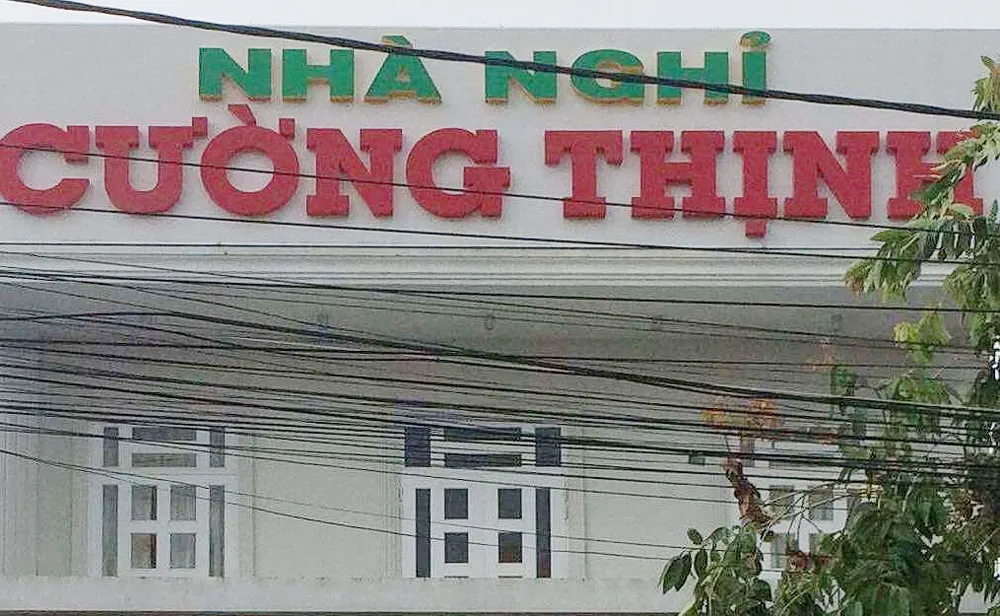 NHÀ NGHỈ
CƯỜNG THỊNH